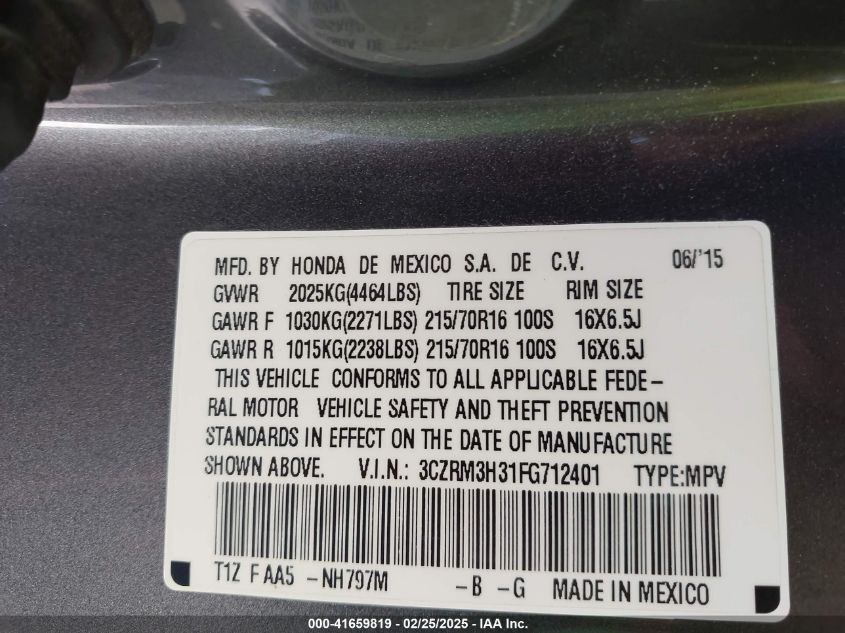 MFD. BY HONDA DE MEXICO S.A. DE C.V. 06/'15
GVWR 2025KG(4464LBS) TIRE SIZE RIM SIZE
GAWR F 1030KG(2271LBS) 215/70R16 100S 16X6.5J
GAWR R 1015KG(2238LBS) 215/70R16 100S 16X6.5J
THIS VEHICLE CONFORMS TO ALL APPLICABLE FEDE-
RAL MOTOR VEHICLE SAFETY AND THEFT PREVENTION
STANDARDS IN EFFECT ON THE DATE OF MANUFACTURE
SHOWN ABOVE. V.I.N.: 3CZRM3H31FG712401 TYPE:MPV
T1Z F AA5 -NH797M -B -G MADE IN MEXICO
000-41659819 - 02/25/2025 - IAAI - Copyright IAA, Inc.